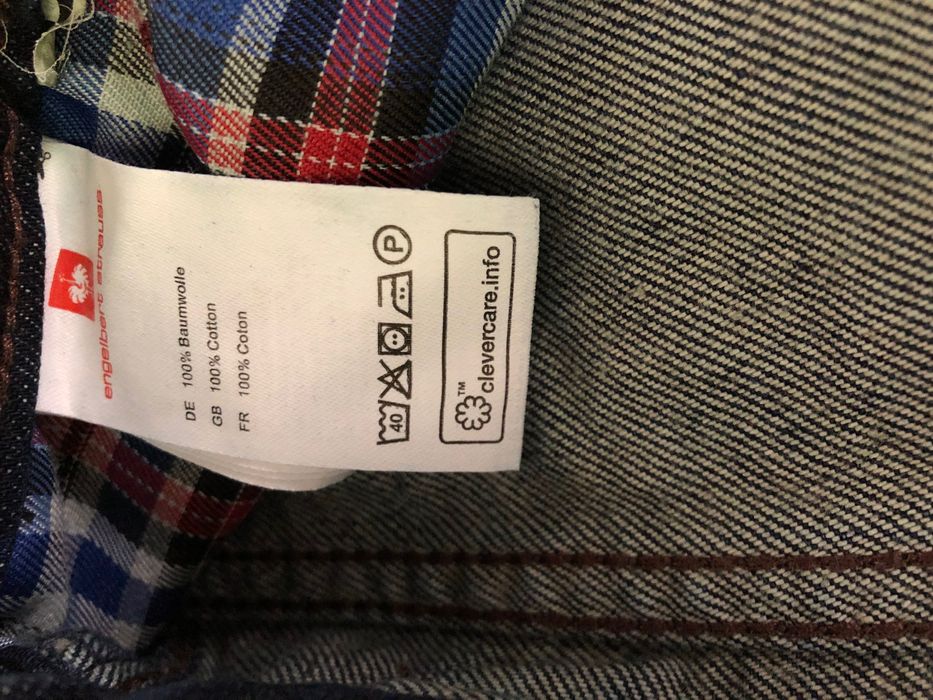 engelbert strauss
DE 100% Baumwolle
GB 100% Cotton
FR 100% Coton
40
P
™ clevercare.info